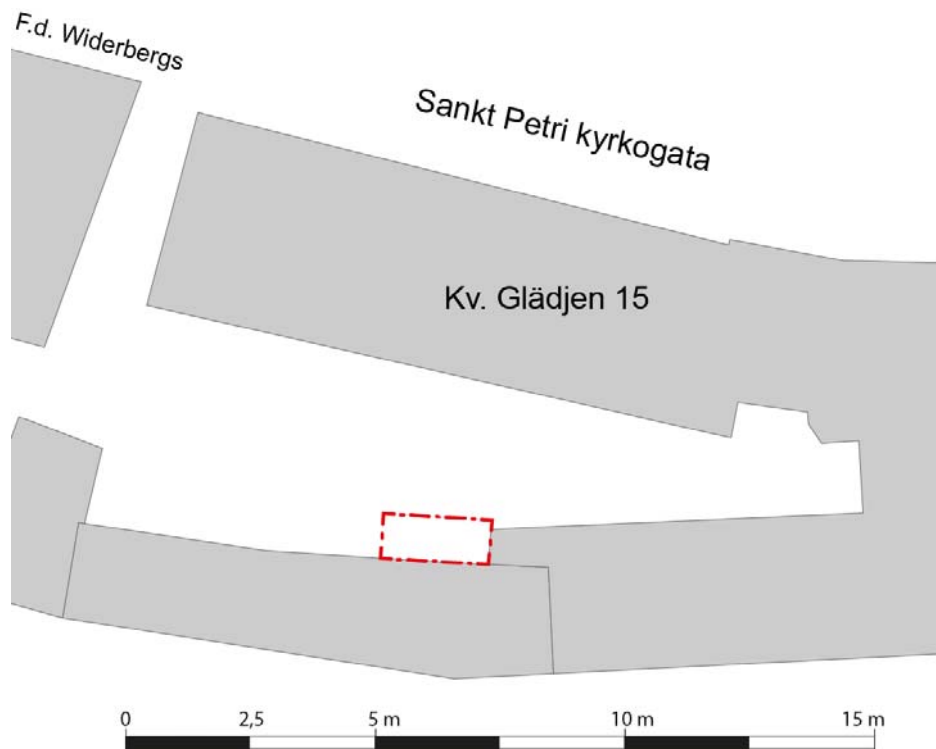 F.d. Widerbergs
Sankt Petri kyrkogata
Kv. Glädjen 15
0 2,5 5 m 10 m 15 m